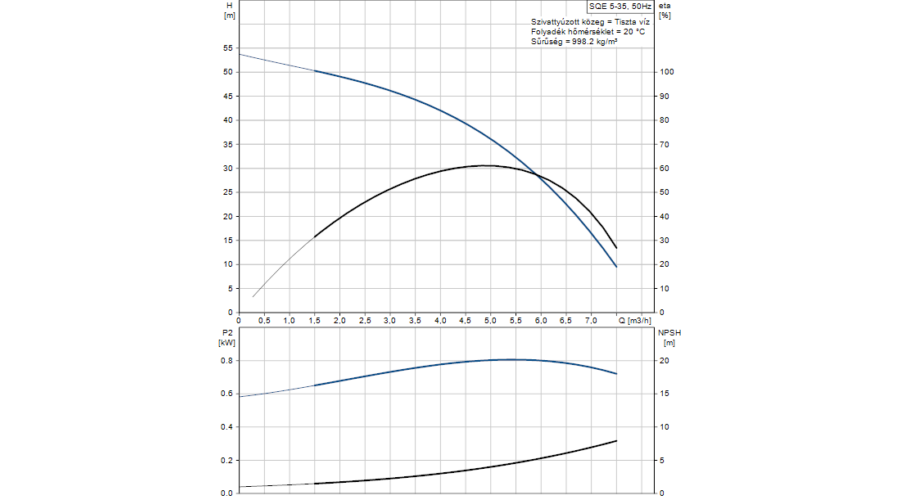 H
[m]
SQE 5-35, 50Hz
eta
[%]
Szivattyúzott közeg = Tiszta víz
Folyadék hőmérséklet = 20 °C
Sűrűség = 998.2 kg/m³
55
50
45
40
35
30
25
20
15
10
5
0
100
90
80
70
60
50
40
30
20
10
0
0 0,5 1,0 1,5 2,0 2,5 3,0 3,5 4,0 4,5 5,0 5,5 6,0 6,5 7,0 Q [m3/h]
P2
[kW]
NPSH
[m]
0.8
0.6
0.4
0.2
0.0
20
15
10
5
0